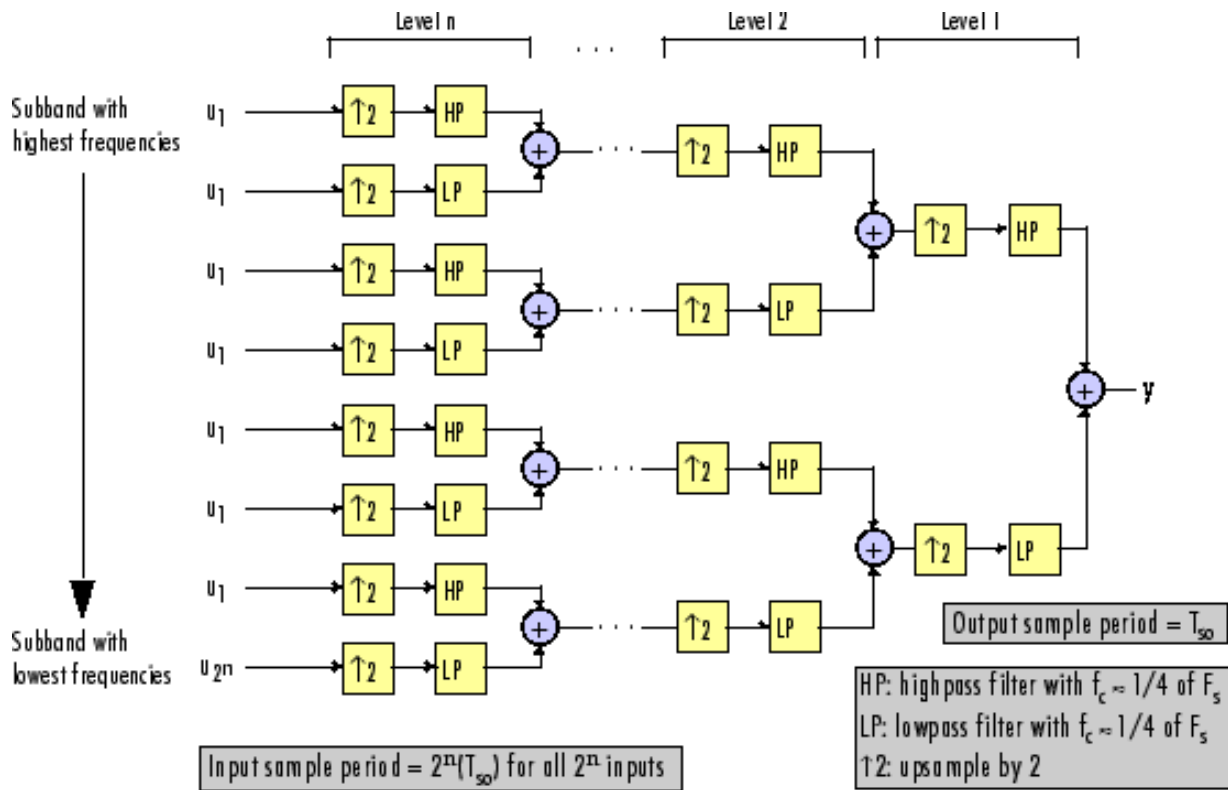 Level n
. . .
Level 2
Level 1
Subband with
highest frequencies
u₁ ↑2 HP
+ · · · ↑2 HP
u₁ ↑2 LP
+ ↑2 HP
u₁ ↑2 HP
+ · · · ↑2 LP
u₁ ↑2 LP
+ y
u₁ ↑2 HP
+ · · · ↑2 HP
u₁ ↑2 LP
+ ↑2 LP
u₁ ↑2 HP
+ · · · ↑2 LP
Subband with
lowest frequencies
u₂ₙ ↑2 LP
Output sample period = Tₛₒ
HP: highpass filter with f_c ≈ 1/4 of Fₛ
LP: lowpass filter with f_c ≈ 1/4 of Fₛ
↑2: upsample by 2
Input sample period = 2ⁿ(Tₛₒ) for all 2ⁿ inputs